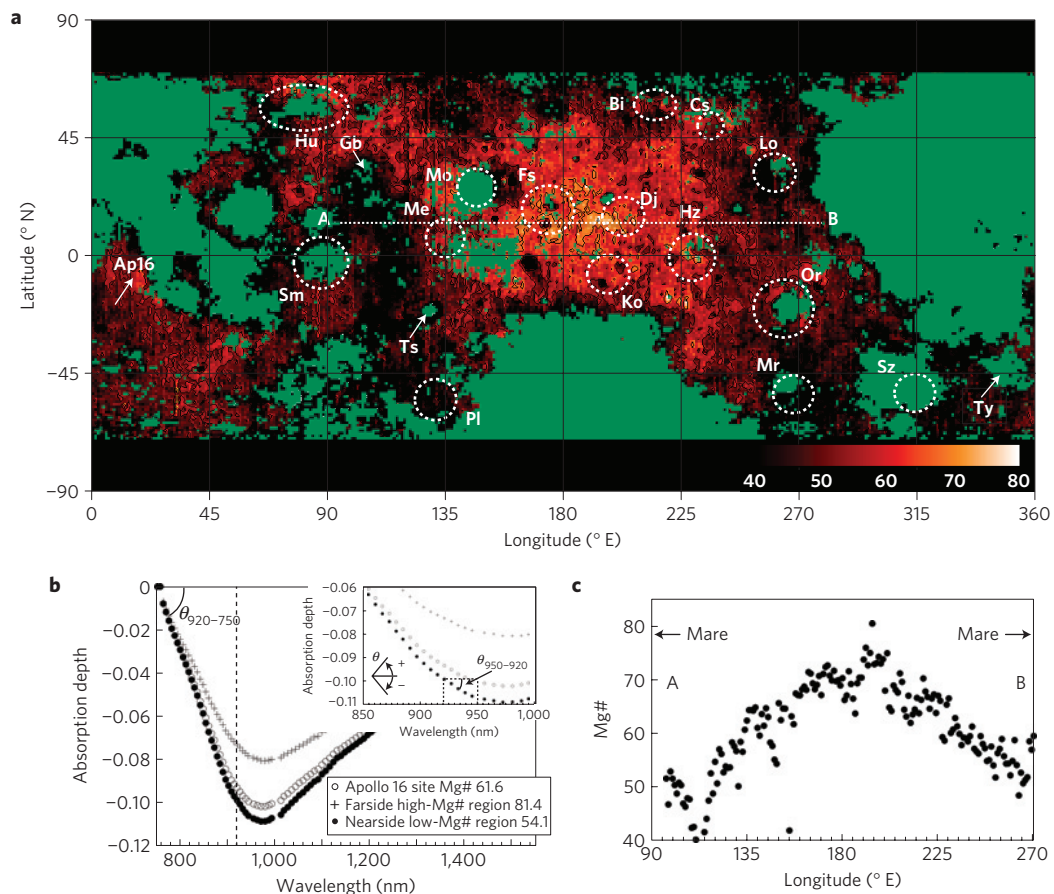 a
90
45
0
−45
−90
Latitude (° N)
Hu
Gb
Bi
Cs
Lo
Mo
Fs
Me
Dj
Hz
A
B
Ap16
Sm
Ko
Or
Ts
Mr
Sz
Pl
Ty
40 50 60 70 80
0 45 90 135 180 225 270 315 360
Longitude (° E)
b
0
−0.02
−0.04
−0.06
−0.08
−0.10
−0.12
Absorption depth
θ920–750
−0.06
−0.07
−0.08
−0.09
−0.10
−0.11
Absorption depth
θ + −
θ950–920
850 900 950 1,000
Wavelength (nm)
Apollo 16 site Mg# 61.6
Farside high-Mg# region 81.4
Nearside low-Mg# region 54.1
800 1,000 1,200 1,400
Wavelength (nm)
c
80
70
60
50
40
Mg#
Mare Mare
A B
90 135 180 225 270
Longitude (° E)